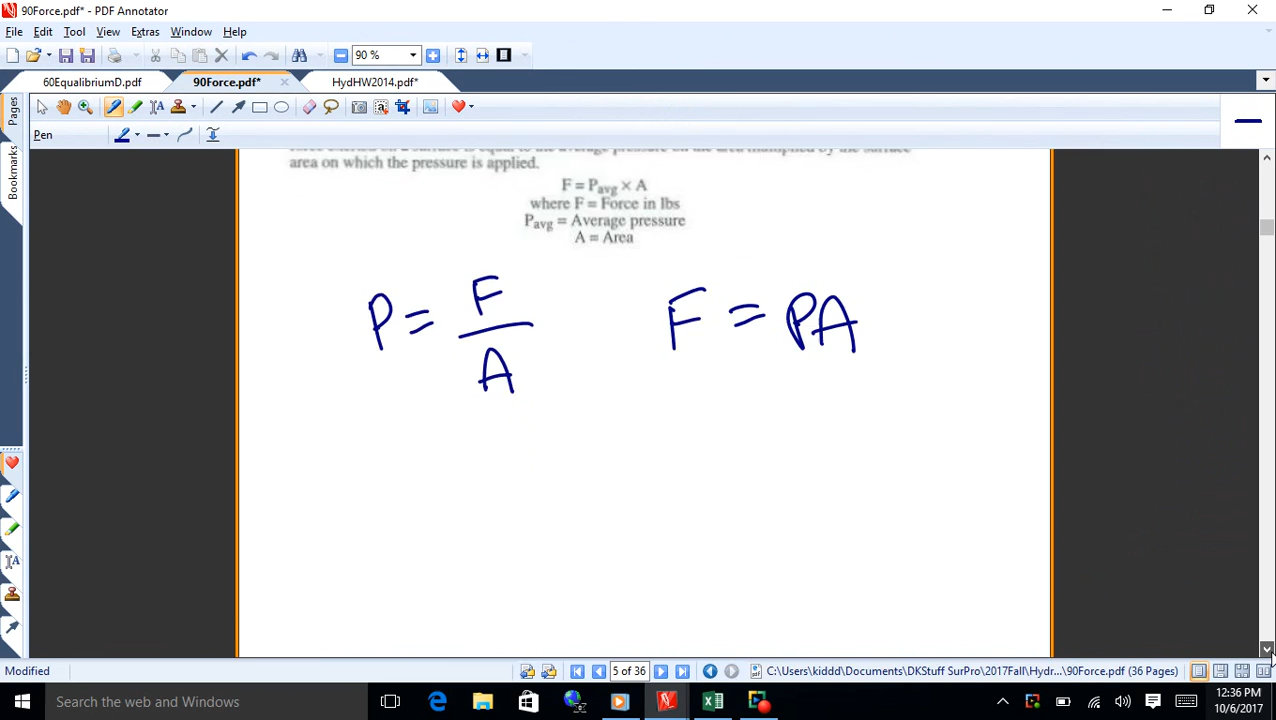 90Force.pdf* - PDF Annotator
File Edit Tool View Extras Window Help
90 %
60EqualibriumD.pdf 90Force.pdf* HydHW2014.pdf*
Pages
Bookmarks
Pen
area on which the pressure is applied.
F = Pavg × A
where F = Force in lbs
Pavg = Average pressure
A = Area
P = F/A F = PA
Modified 5 of 36 C:\Users\kiddd\Documents\DKStuff SurPro\2017Fall\Hydr...\90Force.pdf (36 Pages)
Search the web and Windows
12:36 PM
10/6/2017